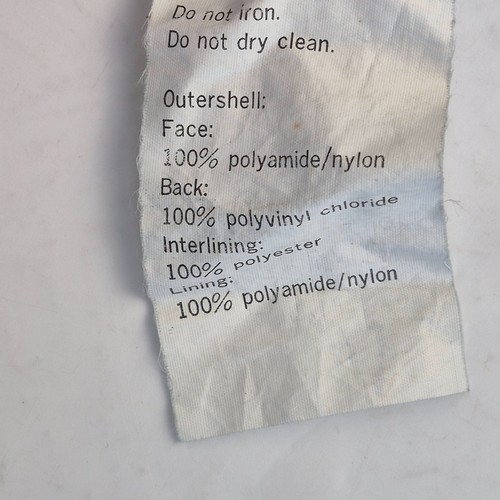 Do not iron.
Do not dry clean.
Outershell:
Face:
100% polyamide/nylon
Back:
100% polyvinyl chloride
Interlining:
100% polyester
Lining:
100% polyamide/nylon